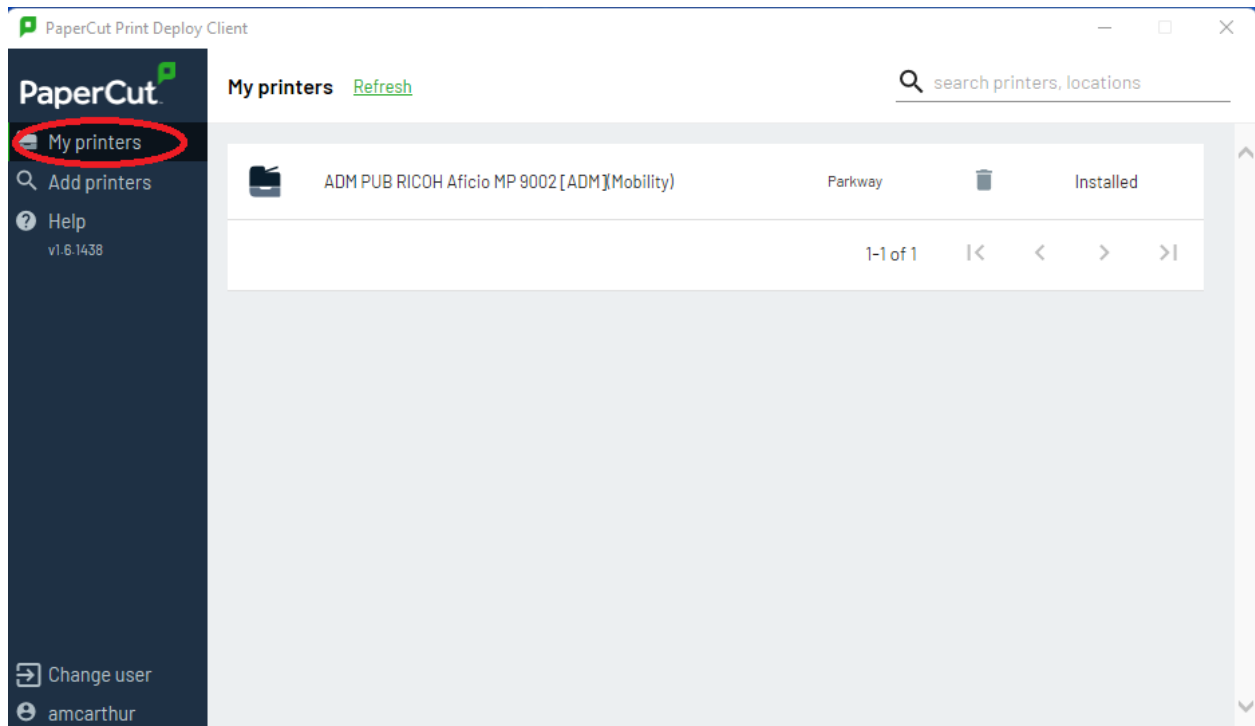 PaperCut Print Deploy Client
PaperCut
My printers
Add printers
Help
v1.6.1438
Change user
amcarthur
My printers Refresh
search printers, locations
ADM PUB RICOH Aficio MP 9002 [ADM](Mobility) Parkway Installed
1-1 of 1